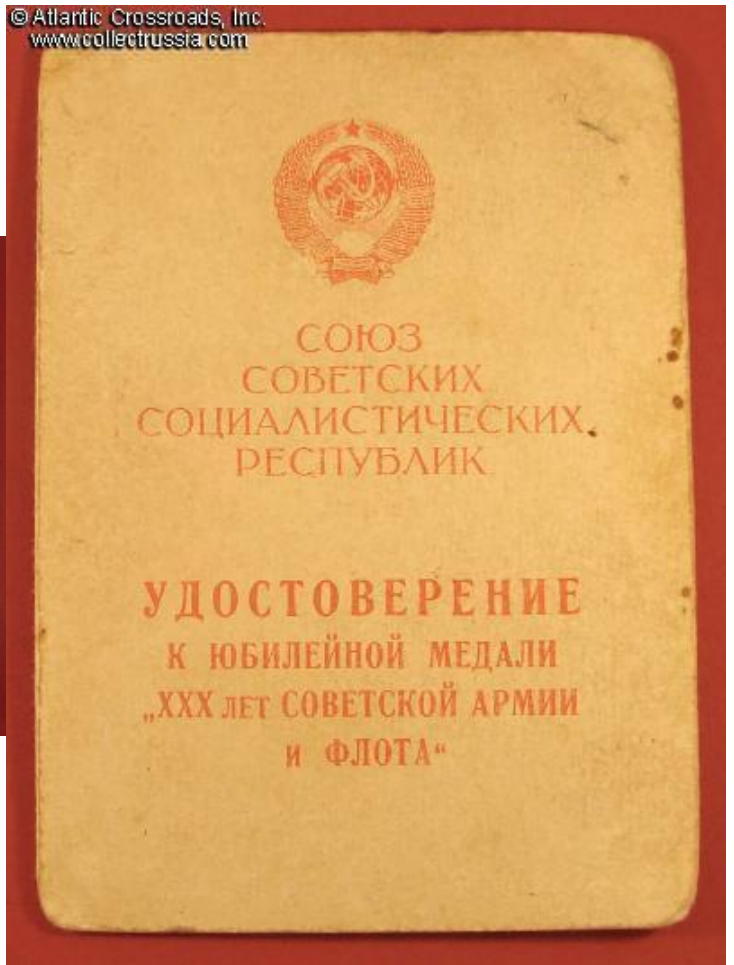 © Atlantic Crossroads, Inc.
www.collectrussia.com
СОЮЗ
СОВЕТСКИХ
СОЦИАЛИСТИЧЕСКИХ
РЕСПУБЛИК
УДОСТОВЕРЕНИЕ
К ЮБИЛЕЙНОЙ МЕДАЛИ
„XXX ЛЕТ СОВЕТСКОЙ АРМИИ
И ФЛОТА“